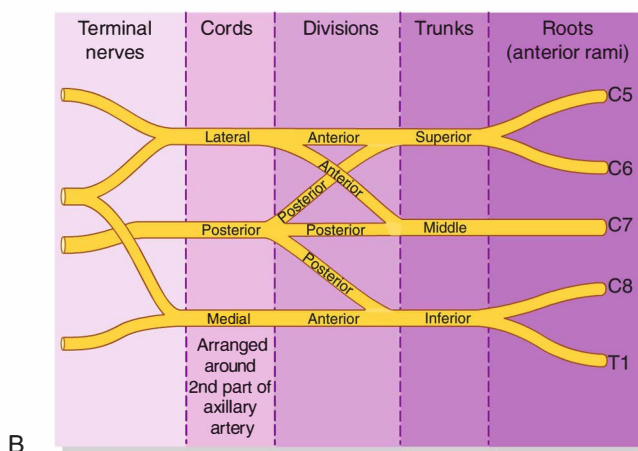 Terminal
nerves
Cords
Divisions
Trunks
Roots
(anterior rami)
C5
Lateral
Anterior
Superior
C6
Anterior
Posterior
C7
Posterior
Posterior
Middle
Posterior
C8
Medial
Anterior
Inferior
Arranged
around
2nd part of
axillary
artery
T1
B